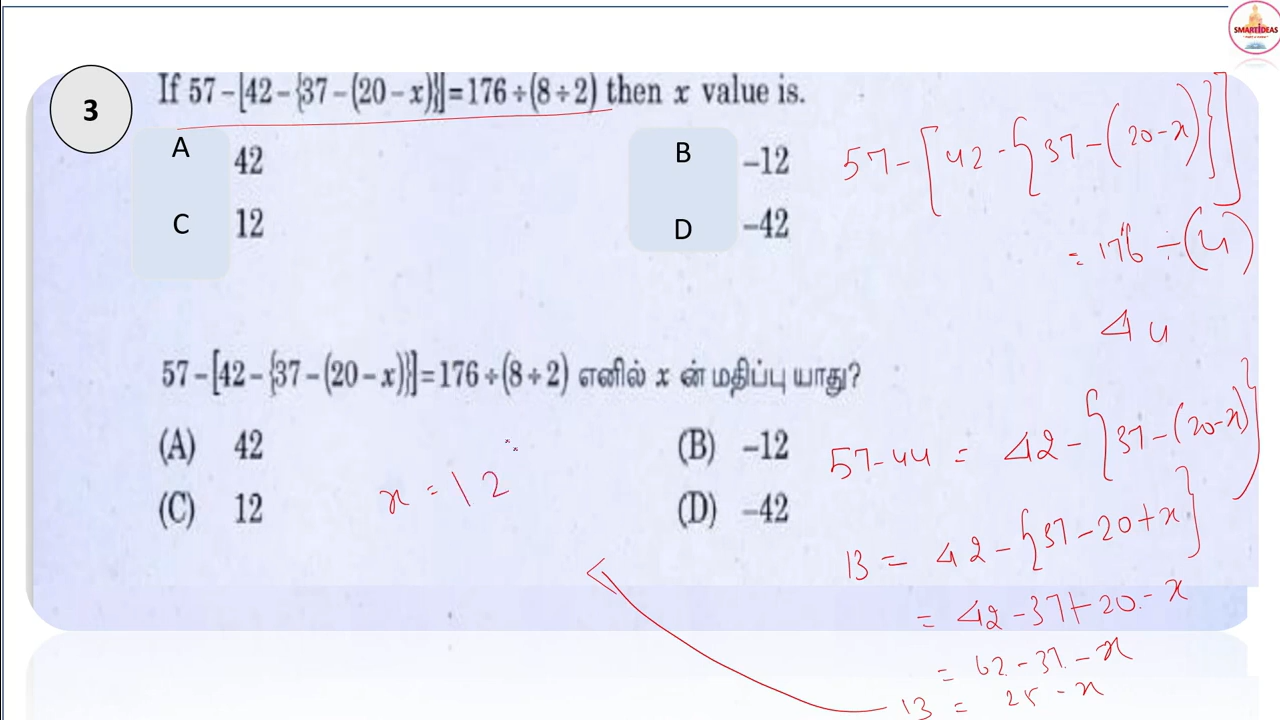 SMARTIDEAS
3
If 57 – [42 – {37 – (20 – x)}] = 176 ÷ (8 ÷ 2) then x value is.
A 42 B –12
C 12 D –42
57 – [42 – {37 – (20 – x)}] = 176 ÷ (8 ÷ 2) எனில் x ன் மதிப்பு யாது?
(A) 42 (B) –12
(C) 12 (D) –42
x = 12
57 – [42 – {37 – (20 – x)}]
= 176 ÷ (4)
44
57 – 44 = 42 – {37 – (20 – x)}
13 = 42 – {37 – 20 + x}
= 42 – 37 + 20 – x
= 62 – 37 – x
13 = 25 – x